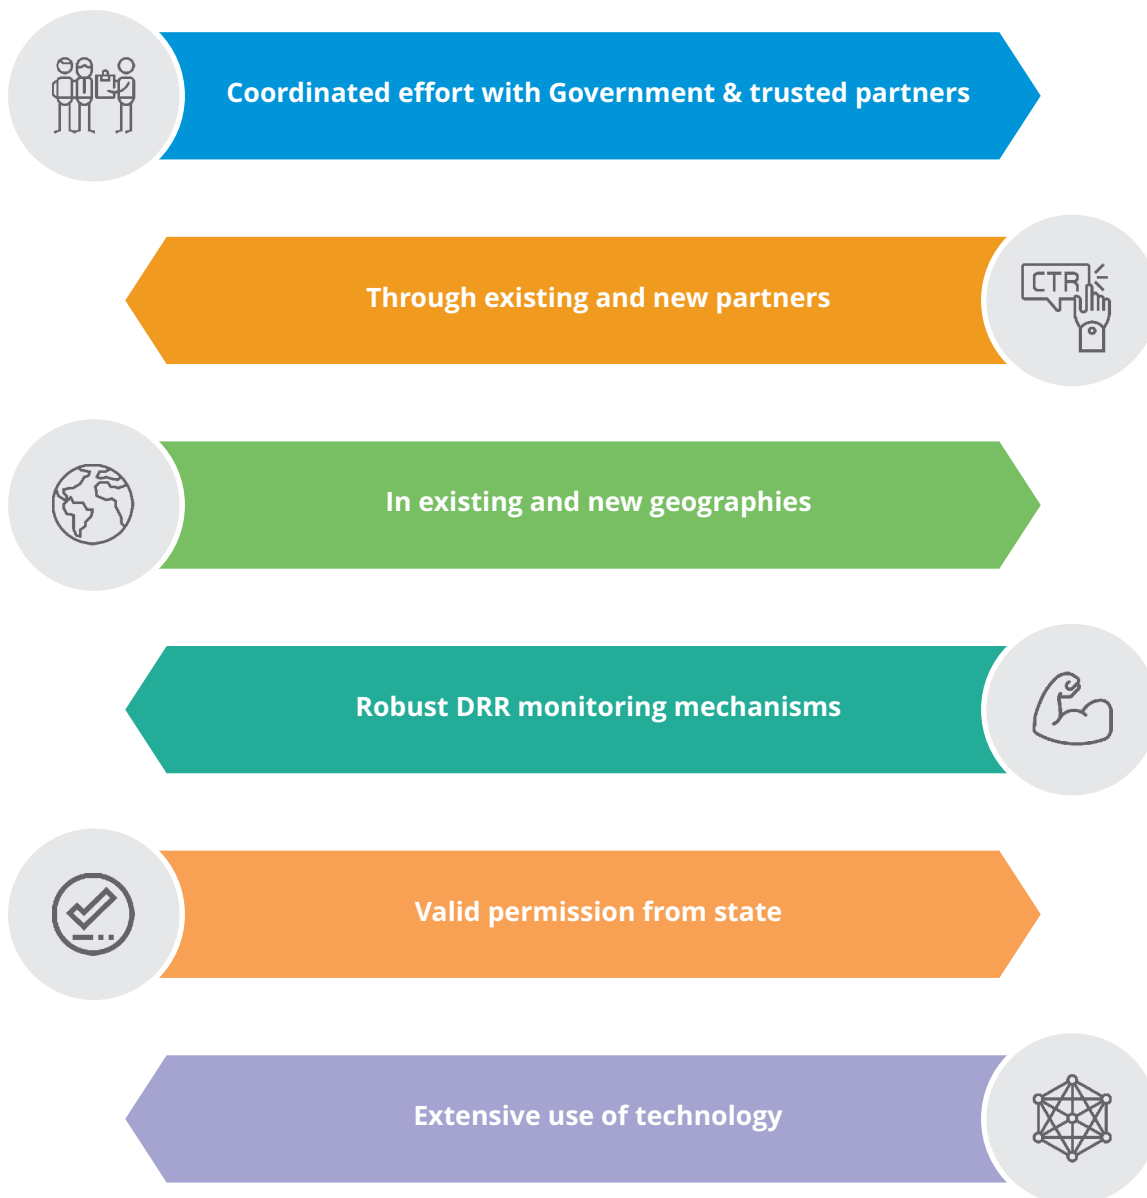 Coordinated effort with Government & trusted partners
Through existing and new partners
CTR
In existing and new geographies
Robust DRR monitoring mechanisms
Valid permission from state
Extensive use of technology